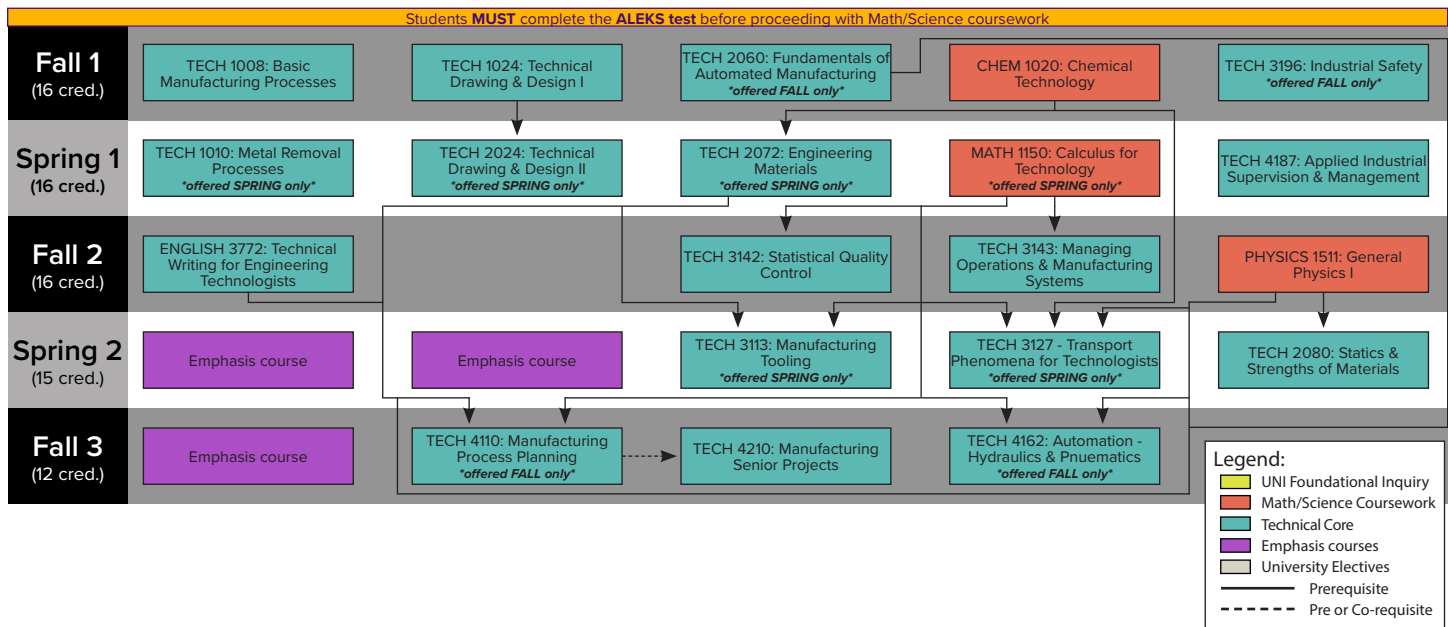 Students MUST complete the ALEKS test before proceeding with Math/Science coursework
Fall 1
(16 cred.)
TECH 1008: Basic
Manufacturing Processes
TECH 1024: Technical
Drawing & Design I
TECH 2060: Fundamentals of
Automated Manufacturing
*offered FALL only*
CHEM 1020: Chemical
Technology
TECH 3196: Industrial Safety
*offered FALL only*
Spring 1
(16 cred.)
TECH 1010: Metal Removal
Processes
*offered SPRING only*
TECH 2024: Technical
Drawing & Design II
*offered SPRING only*
TECH 2072: Engineering
Materials
*offered SPRING only*
MATH 1150: Calculus for
Technology
*offered SPRING only*
TECH 4187: Applied Industrial
Supervision & Management
Fall 2
(16 cred.)
ENGLISH 3772: Technical
Writing for Engineering
Technologists
TECH 3142: Statistical Quality
Control
TECH 3143: Managing
Operations & Manufacturing
Systems
PHYSICS 1511: General
Physics I
Spring 2
(15 cred.)
Emphasis course
Emphasis course
TECH 3113: Manufacturing
Tooling
*offered SPRING only*
TECH 3127 - Transport
Phenomena for Technologists
*offered SPRING only*
TECH 2080: Statics &
Strengths of Materials
Fall 3
(12 cred.)
Emphasis course
TECH 4110: Manufacturing
Process Planning
*offered FALL only*
TECH 4210: Manufacturing
Senior Projects
TECH 4162: Automation -
Hydraulics & Pnuematics
*offered FALL only*
Legend:
UNI Foundational Inquiry
Math/Science Coursework
Technical Core
Emphasis courses
University Electives
Prerequisite
Pre or Co-requisite